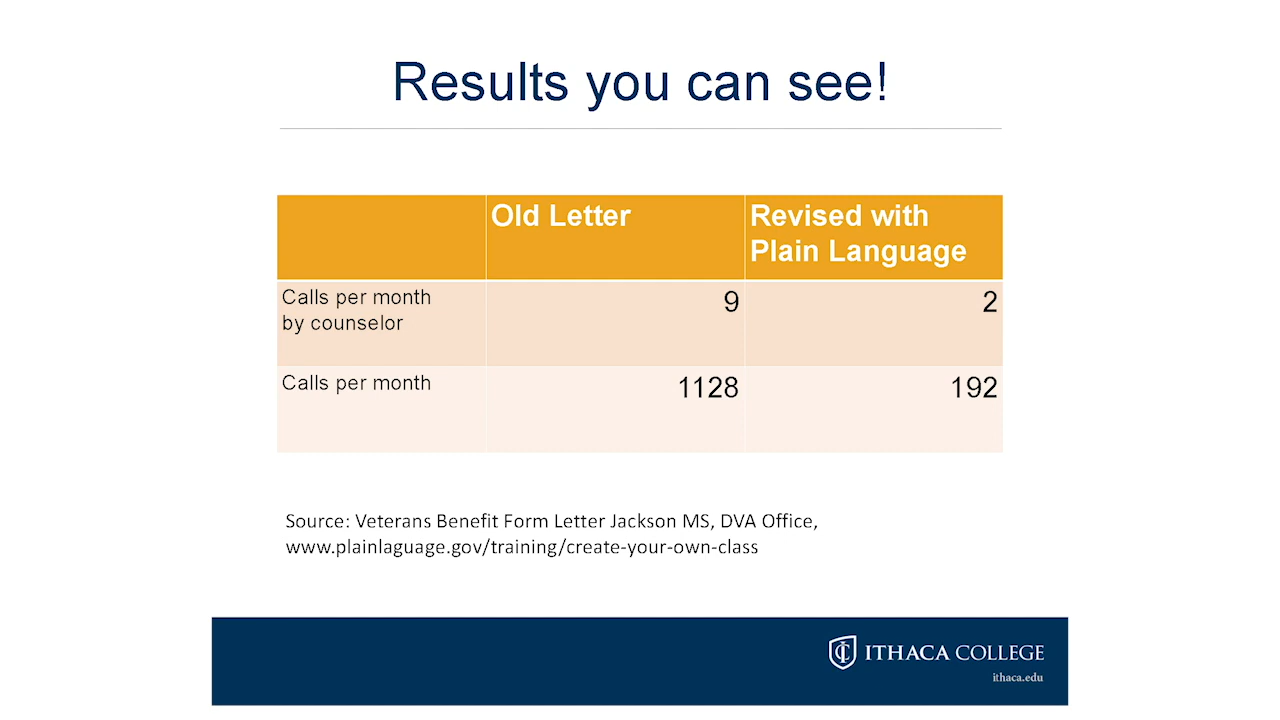 Results you can see!
Old Letter
Revised with
Plain Language
Calls per month
by counselor
9
2
Calls per month
1128
192
Source: Veterans Benefit Form Letter Jackson MS, DVA Office,
www.plainlaguage.gov/training/create-your-own-class
ITHACA COLLEGE
ithaca.edu